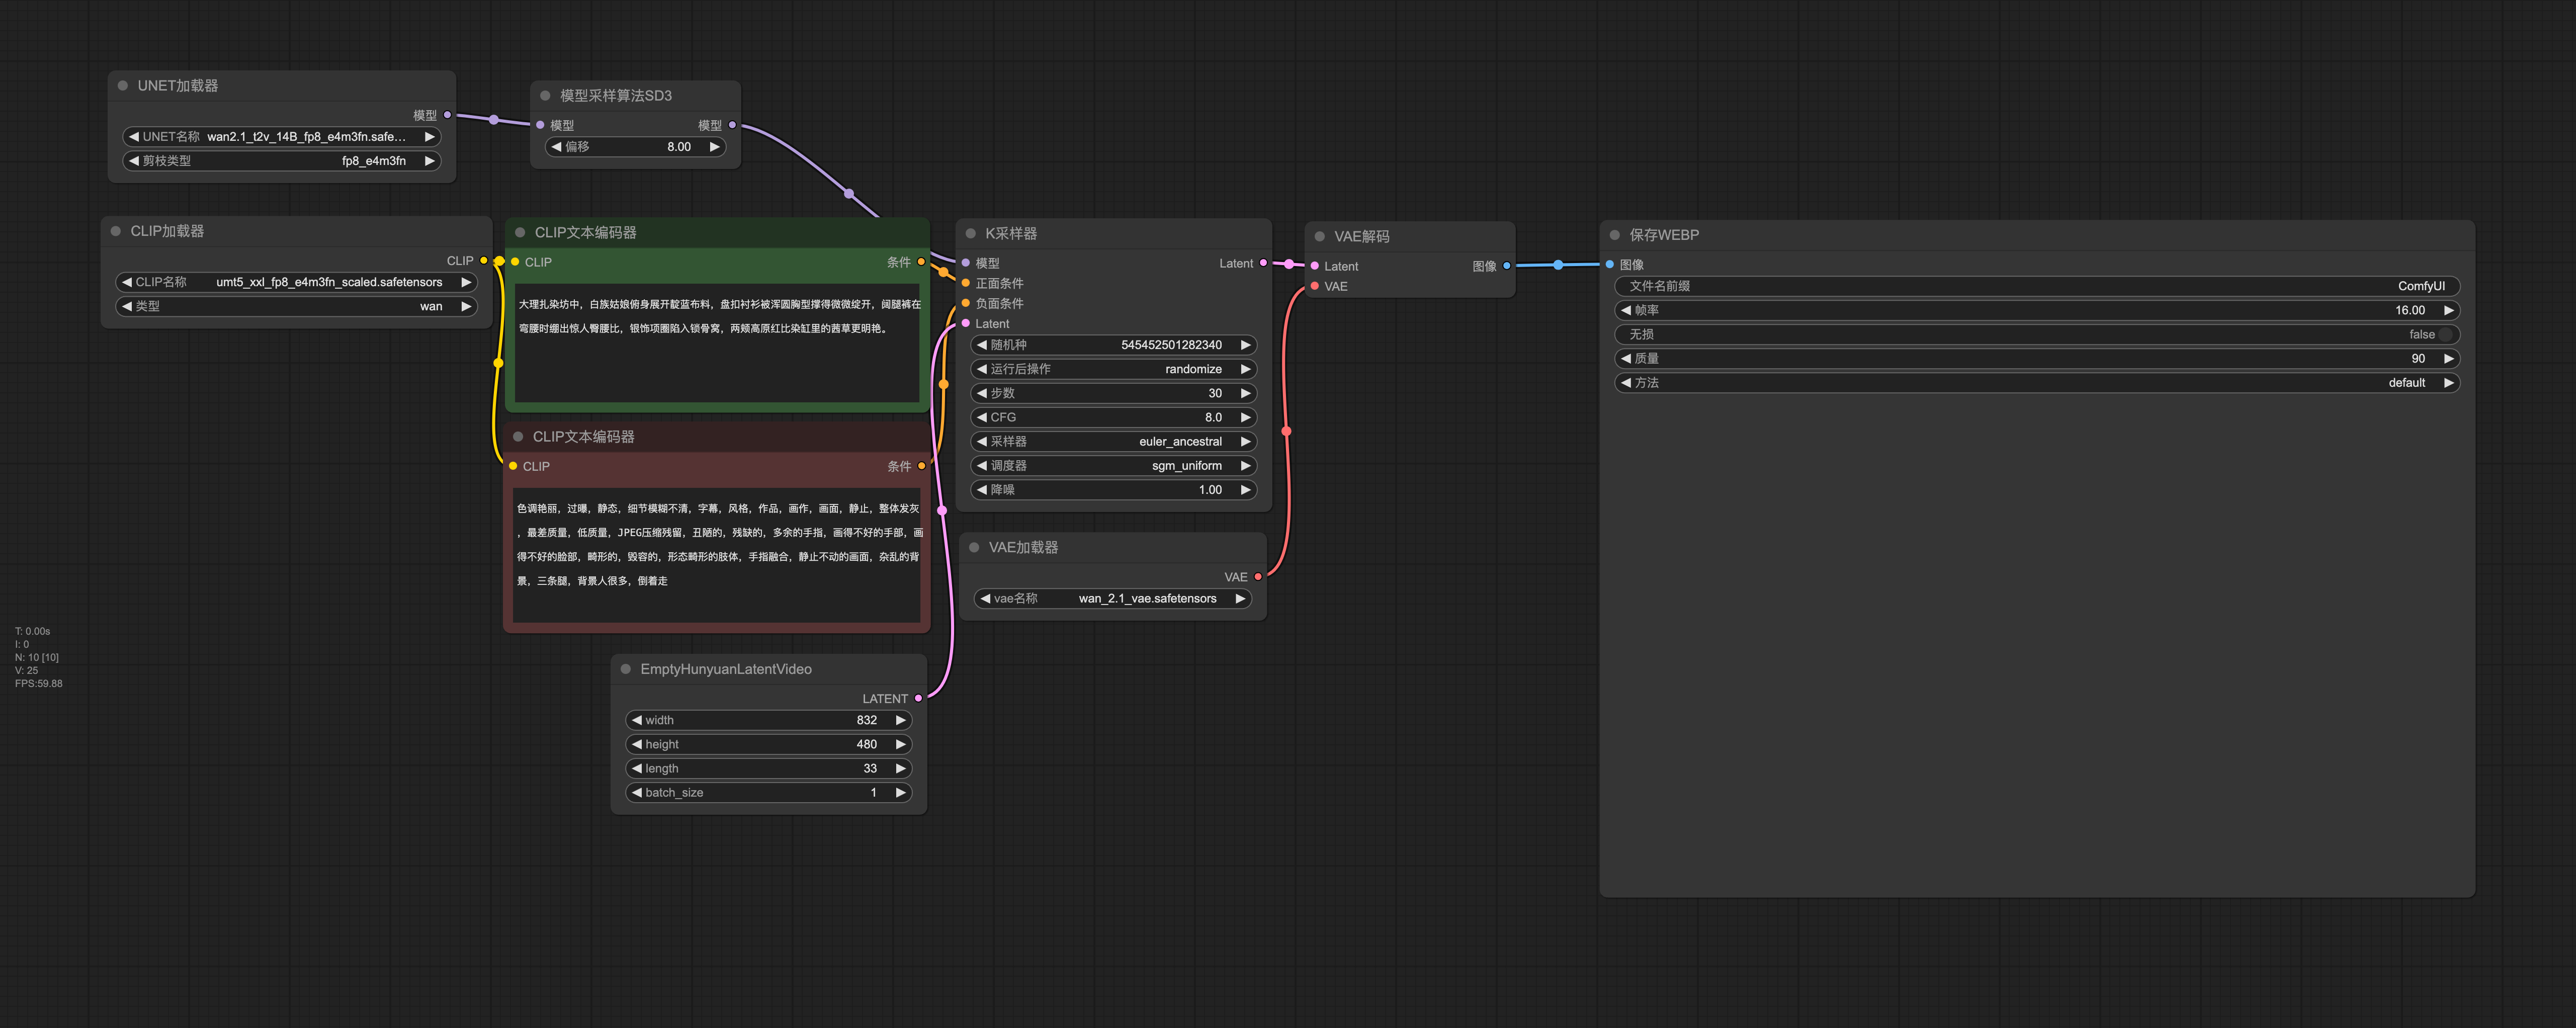 UNET加载器
模型
UNET名称 wan2.1_t2v_14B_fp8_e4m3fn.safe...
剪枝类型 fp8_e4m3fn
模型采样算法SD3
模型 模型
偏移 8.00
CLIP加载器
CLIP
CLIP名称 umt5_xxl_fp8_e4m3fn_scaled.safetensors
类型 wan
CLIP文本编码器
CLIP 条件
大理扎染坊中，白族姑娘俯身展开靛蓝布料，盘扣衬衫被浑圆胸型撑得微微绽开，阔腿裤在
弯腰时绷出惊人臀腰比，银饰项圈陷入锁骨窝，两颊高原红比染缸里的茜草更明艳。
CLIP文本编码器
CLIP 条件
色调艳丽，过曝，静态，细节模糊不清，字幕，风格，作品，画作，画面，静止，整体发灰
，最差质量，低质量，JPEG压缩残留，丑陋的，残缺的，多余的手指，画得不好的手部，画
得不好的脸部，畸形的，毁容的，形态畸形的肢体，手指融合，静止不动的画面，杂乱的背
景，三条腿，背景人很多，倒着走
EmptyHunyuanLatentVideo
LATENT
width 832
height 480
length 33
batch_size 1
K采样器
模型 Latent
正面条件
负面条件
Latent
随机种 545452501282340
运行后操作 randomize
步数 30
CFG 8.0
采样器 euler_ancestral
调度器 sgm_uniform
降噪 1.00
VAE加载器
VAE
vae名称 wan_2.1_vae.safetensors
VAE解码
Latent 图像
VAE
保存WEBP
图像
文件名前缀 ComfyUI
帧率 16.00
无损 false
质量 90
方法 default
T: 0.00s
I: 0
N: 10 [10]
V: 25
FPS:59.88